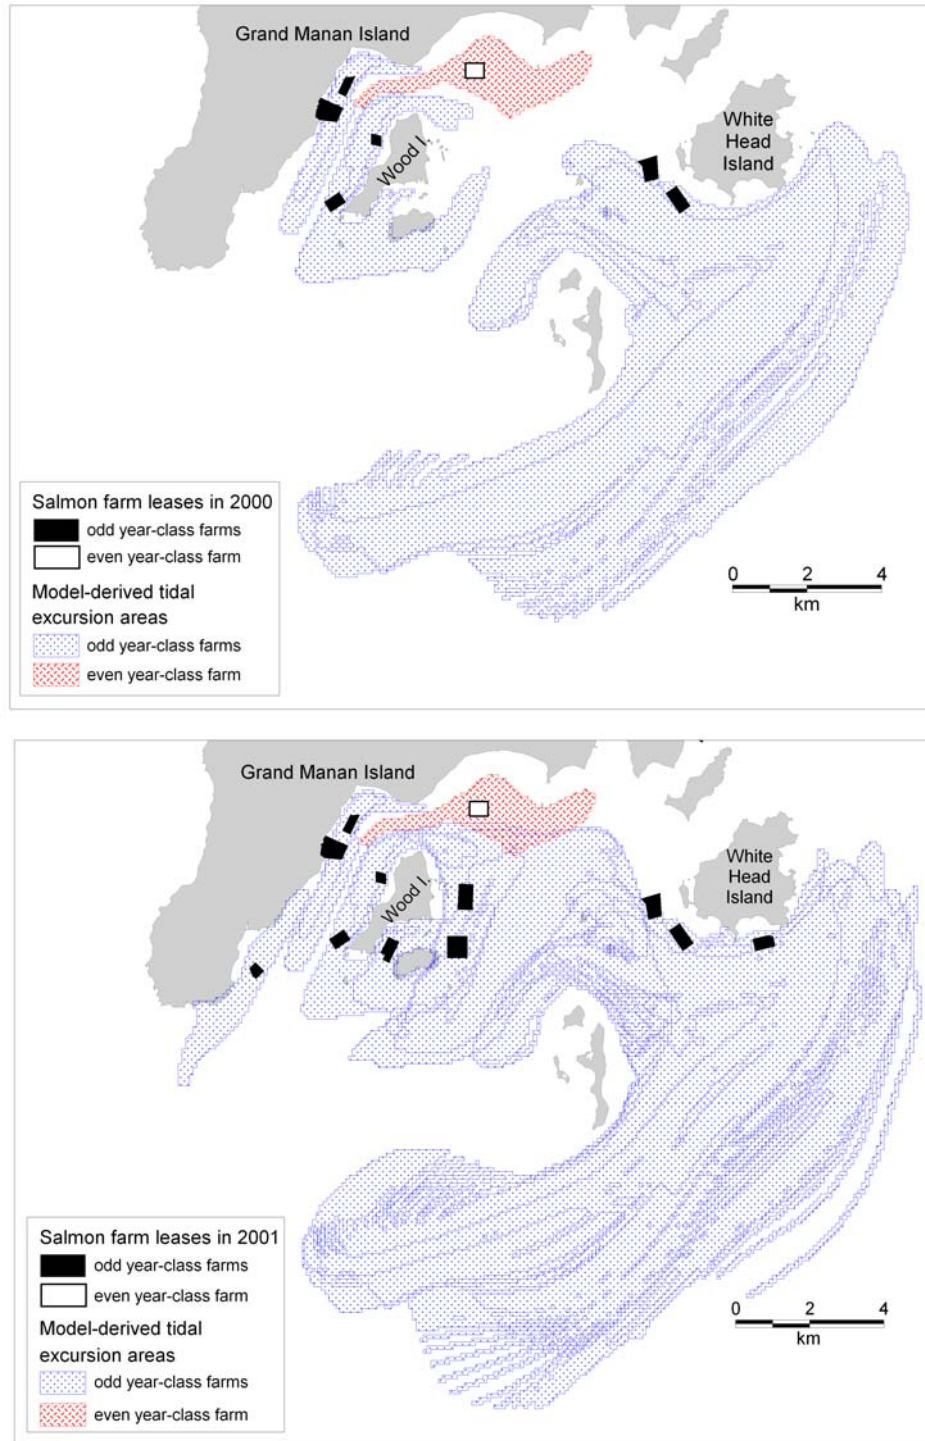 Grand Manan Island
Wood I.
White
Head
Island
Salmon farm leases in 2000
odd year-class farms
even year-class farm
Model-derived tidal
excursion areas
odd year-class farms
even year-class farm
0 2 4
km
Grand Manan Island
Wood I.
White
Head
Island
Salmon farm leases in 2001
odd year-class farms
even year-class farm
Model-derived tidal
excursion areas
odd year-class farms
even year-class farm
0 2 4
km